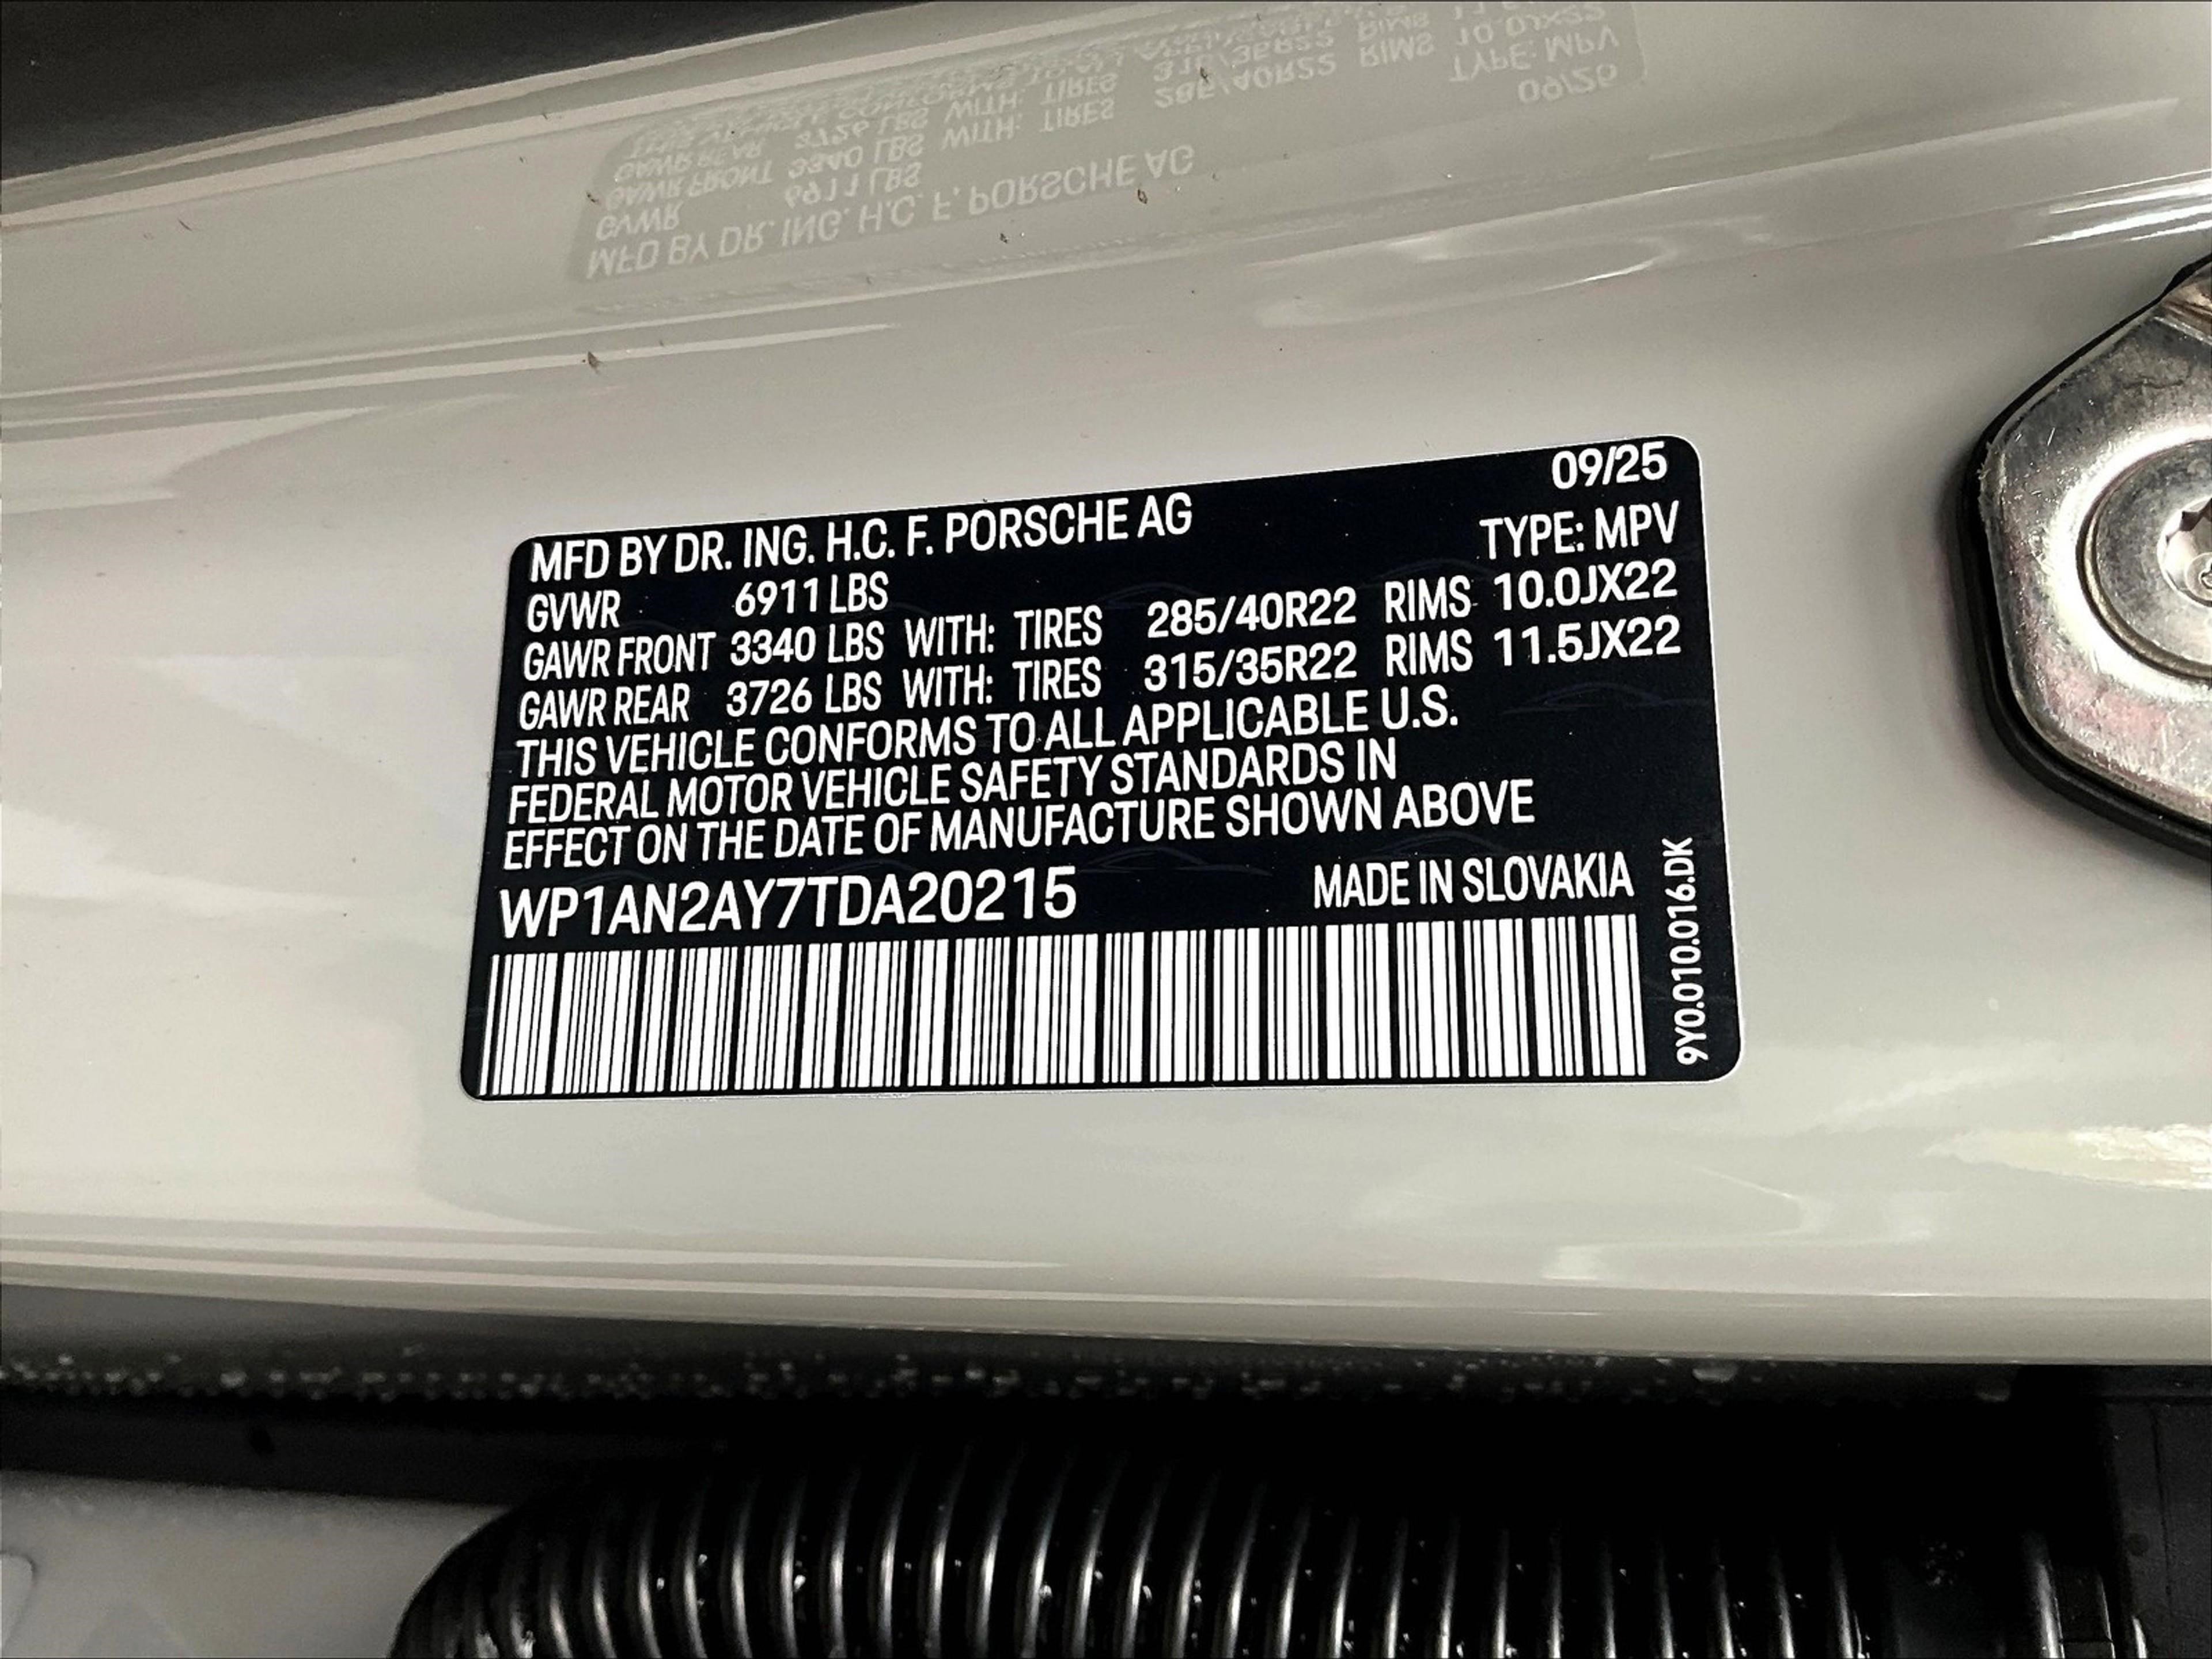 09/25
MFD BY DR. ING. H.C. F. PORSCHE AG
TYPE: MPV
GVWR 6911 LBS
GAWR FRONT 3340 LBS WITH: TIRES 285/40R22 RIMS 10.0JX22
GAWR REAR 3726 LBS WITH: TIRES 315/35R22 RIMS 11.5JX22
THIS VEHICLE CONFORMS TO ALL APPLICABLE U.S.
FEDERAL MOTOR VEHICLE SAFETY STANDARDS IN
EFFECT ON THE DATE OF MANUFACTURE SHOWN ABOVE
WP1AN2AY7TDA20215 MADE IN SLOVAKIA
9Y0.010.016.DK